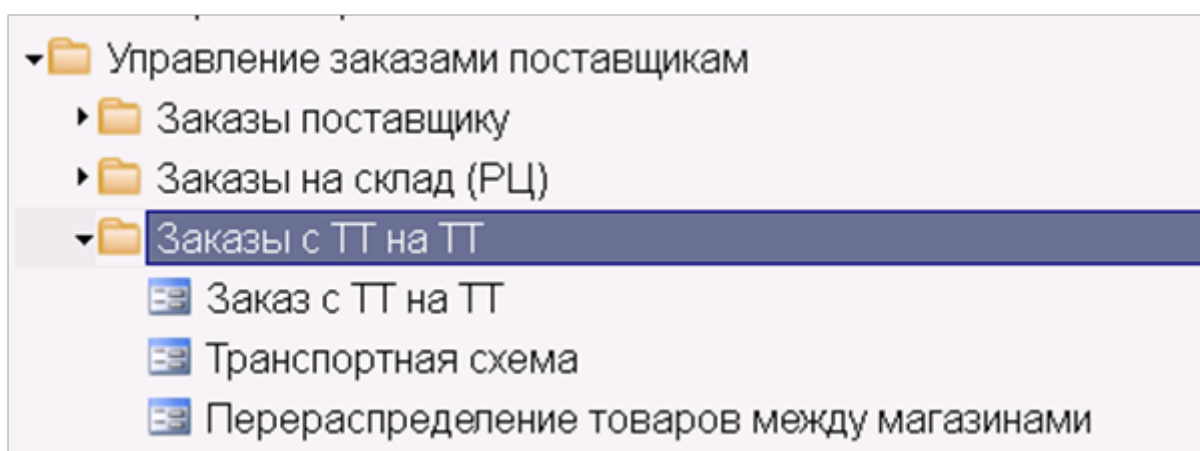 Управление заказами поставщикам
Заказы поставщику
Заказы на склад (РЦ)
Заказы с ТТ на ТТ
Заказ с ТТ на ТТ
Транспортная схема
Перераспределение товаров между магазинами